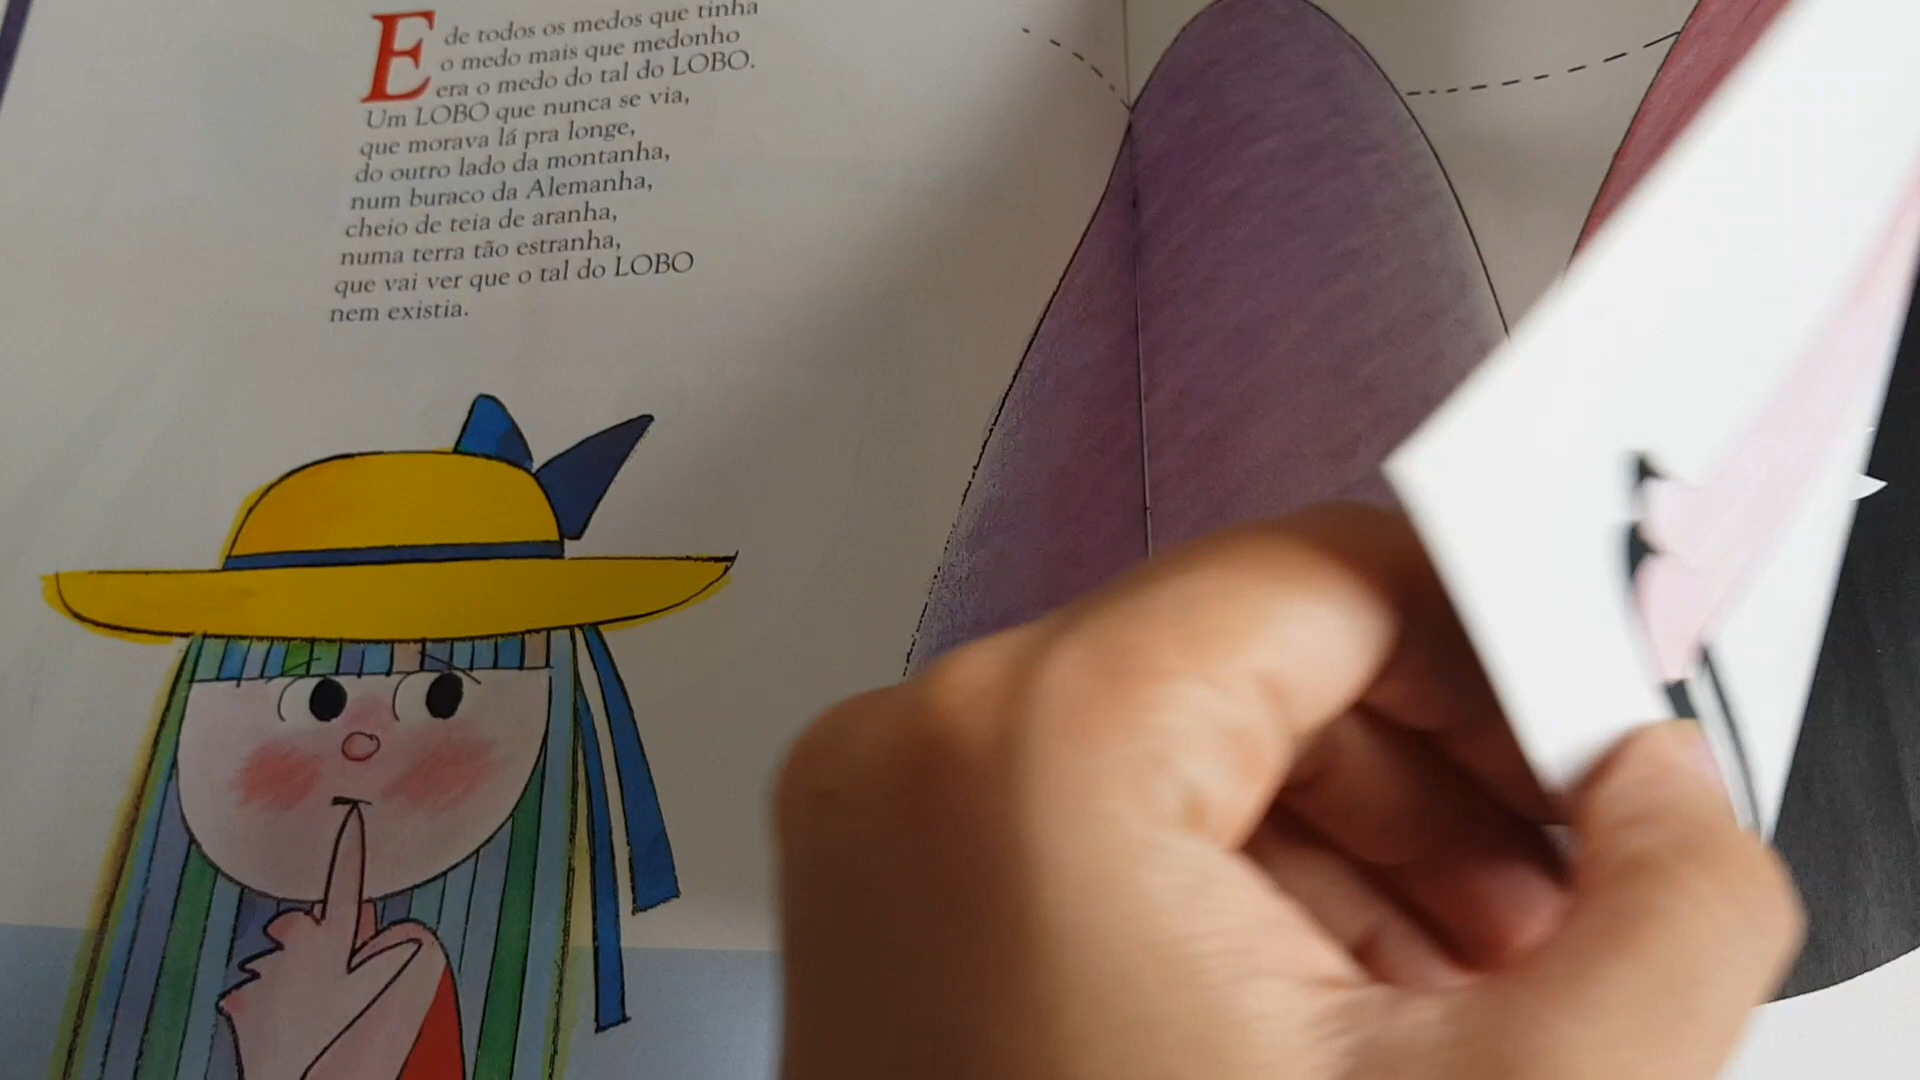 E de todos os medos que tinha
o medo mais que medonho
era o medo do tal do LOBO.
Um LOBO que nunca se via,
que morava lá pra longe,
do outro lado da montanha,
num buraco da Alemanha,
cheio de teia de aranha,
numa terra tão estranha,
que vai ver que o tal do LOBO
nem existia.